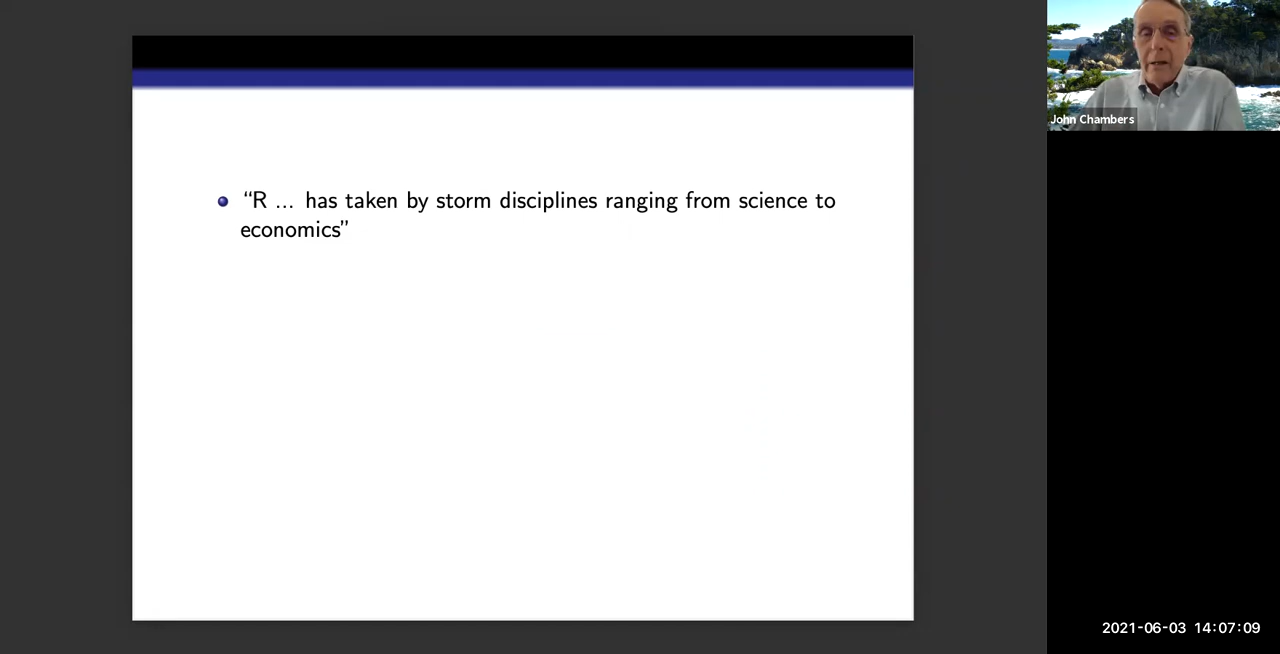 “R ... has taken by storm disciplines ranging from science to
economics”
John Chambers
2021-06-03 14:07:09